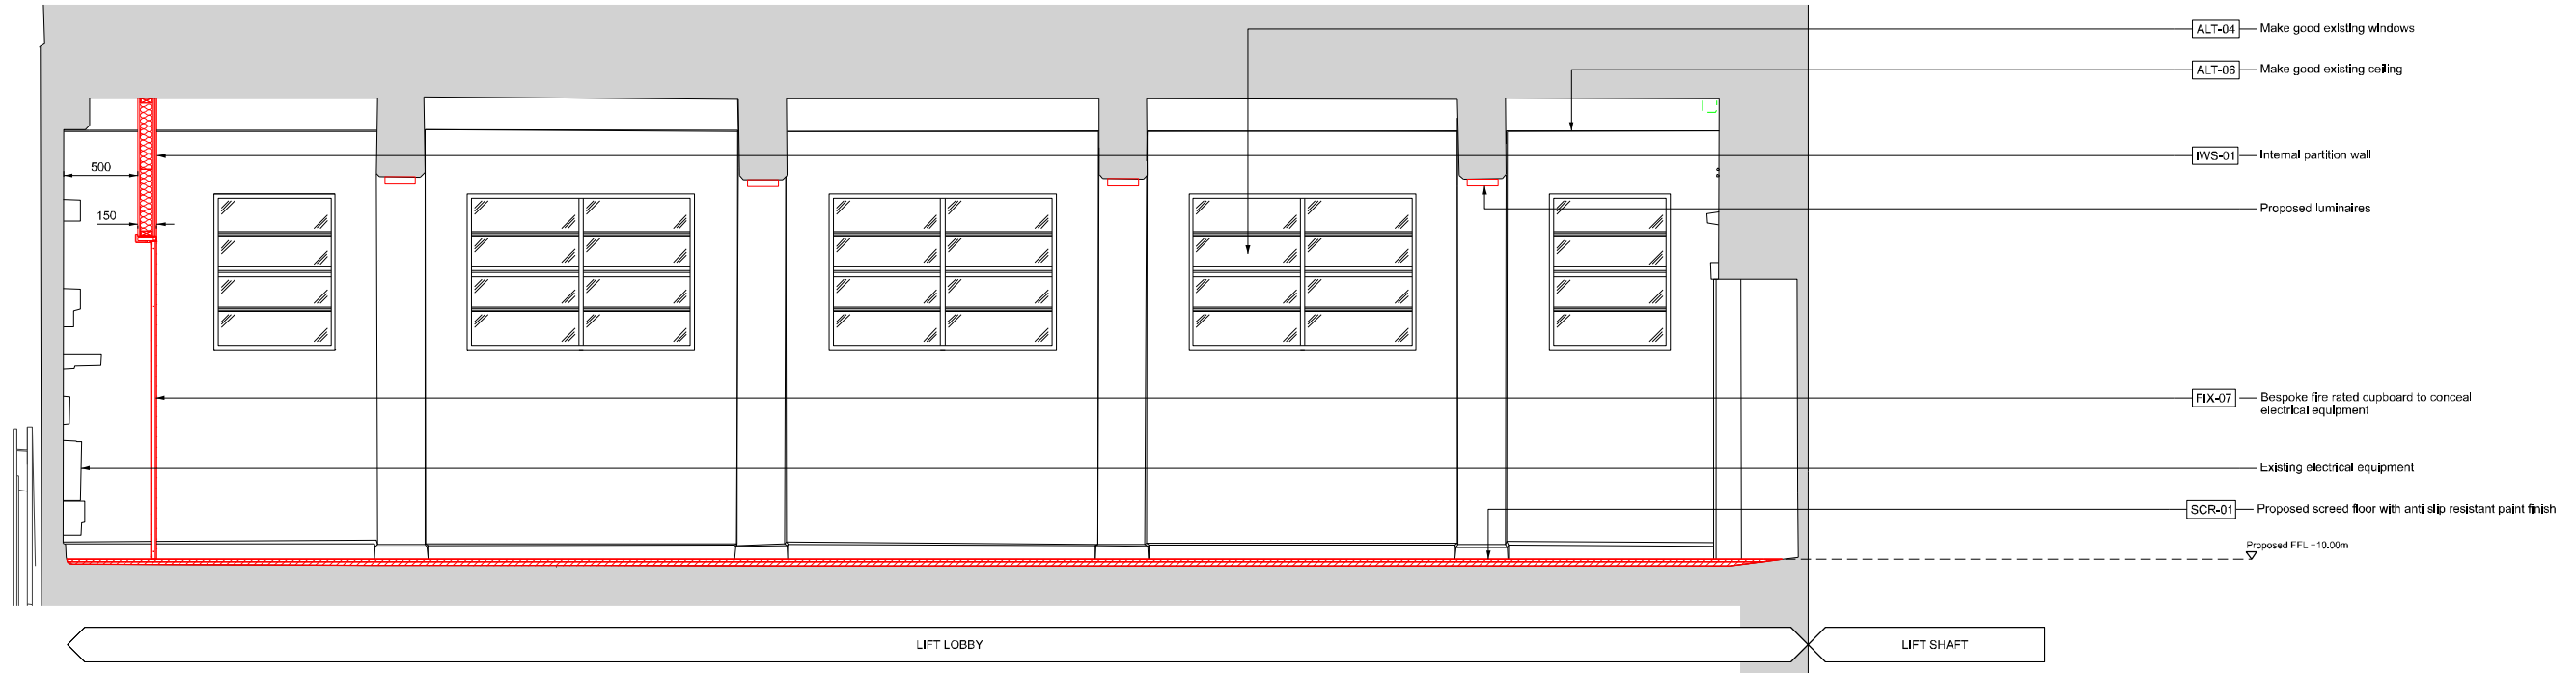 ALT-04 Make good existing windows
ALT-06 Make good existing ceiling
IWS-01 Internal partition wall
500
Proposed luminaires
150
FIX-07 Bespoke fire rated cupboard to conceal
electrical equipment
Existing electrical equipment
SCR-01 Proposed screed floor with anti slip resistant paint finish
Proposed FFL +10.00m
LIFT LOBBY
LIFT SHAFT